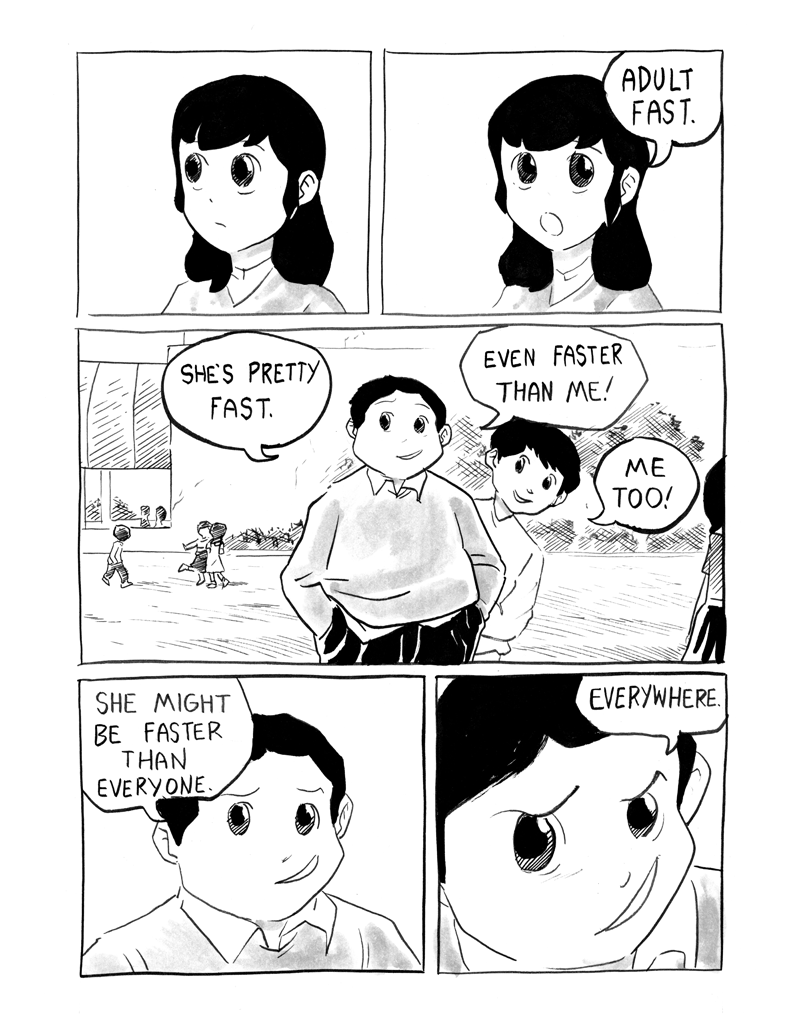 ADULT
FAST.
SHE'S PRETTY
FAST.
EVEN FASTER
THAN ME!
ME
TOO!
SHE MIGHT
BE FASTER
THAN
EVERYONE.
EVERYWHERE.